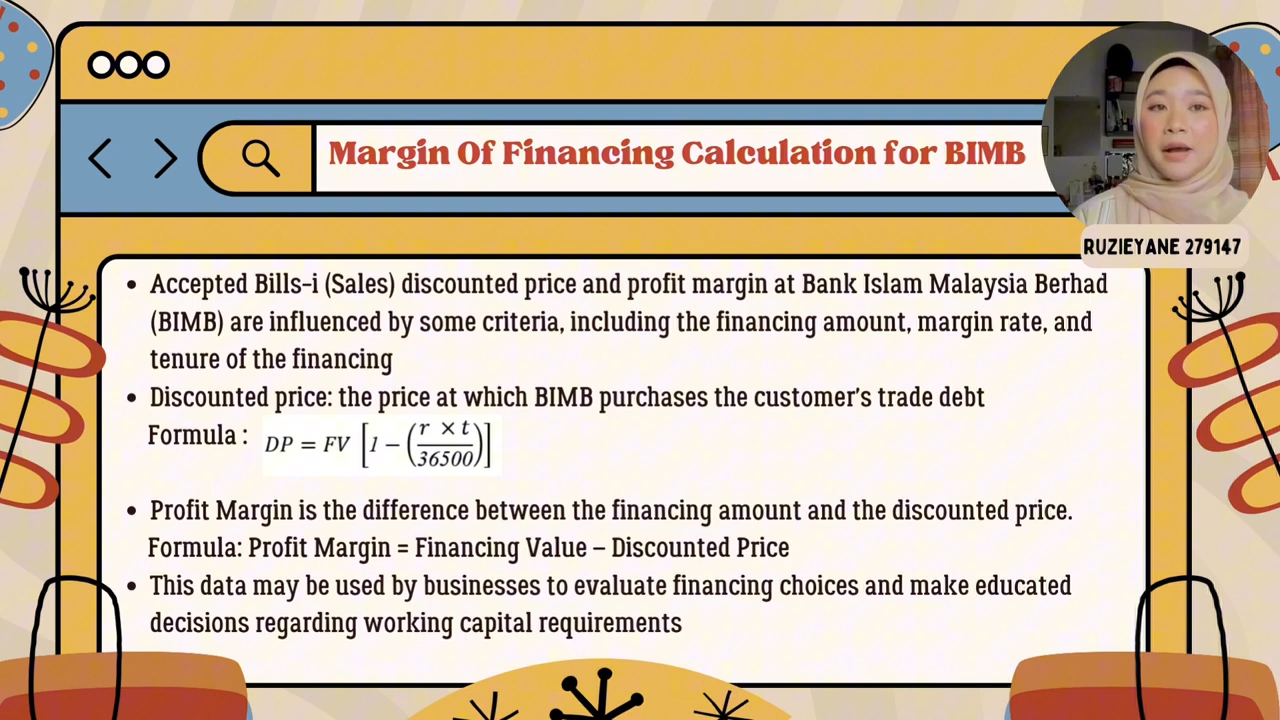 Margin Of Financing Calculation for BIMB
RUZIEYANE 279147
• Accepted Bills-i (Sales) discounted price and profit margin at Bank Islam Malaysia Berhad
(BIMB) are influenced by some criteria, including the financing amount, margin rate, and
tenure of the financing
• Discounted price: the price at which BIMB purchases the customer's trade debt
Formula : DP = FV [1 − (r × t / 36500)]
• Profit Margin is the difference between the financing amount and the discounted price.
Formula: Profit Margin = Financing Value – Discounted Price
• This data may be used by businesses to evaluate financing choices and make educated
decisions regarding working capital requirements